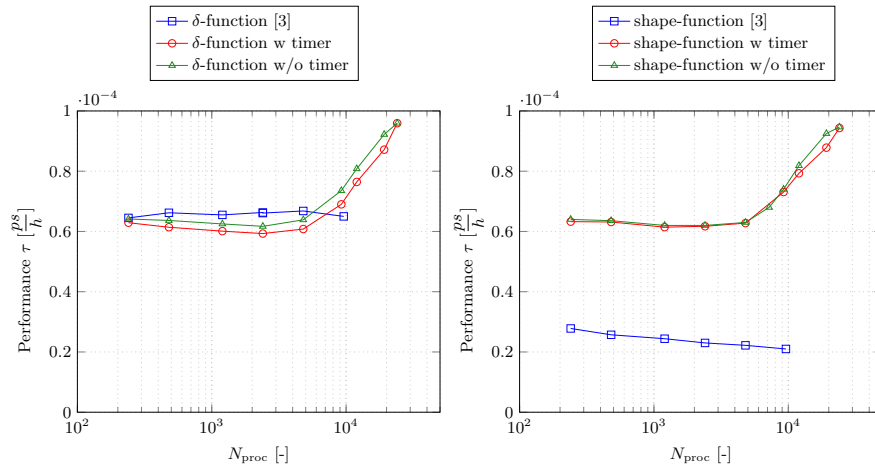 δ-function [3]
δ-function w timer
δ-function w/o timer
·10⁻⁴
1
0.8
0.6
0.4
0.2
0
10² 10³ 10⁴
Performance τ [ps/h]
N_proc [-]
shape-function [3]
shape-function w timer
shape-function w/o timer
·10⁻⁴
1
0.8
0.6
0.4
0.2
0
10² 10³ 10⁴
Performance τ [ps/h]
N_proc [-]